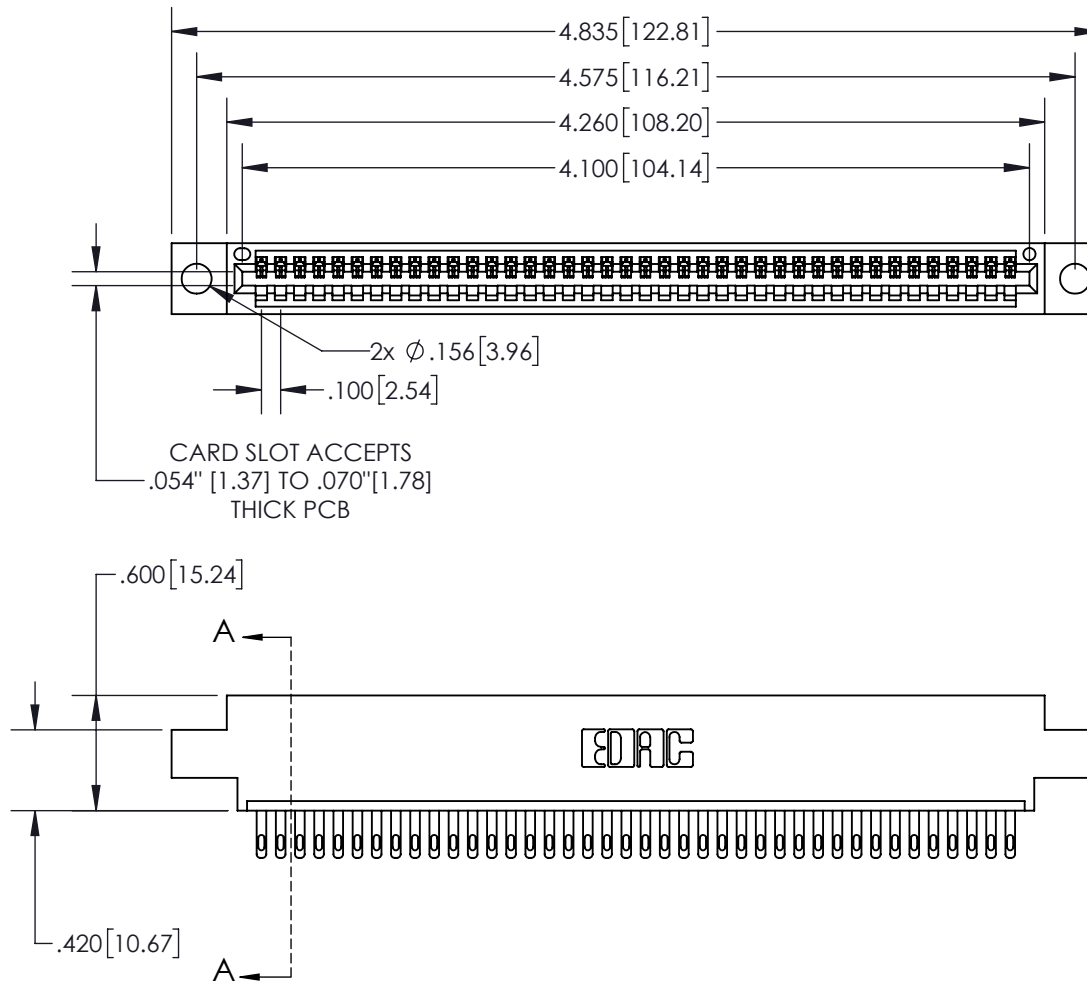 4.835[122.81]
4.575[116.21]
4.260[108.20]
4.100[104.14]
2x Ø.156[3.96]
.100[2.54]
CARD SLOT ACCEPTS
.054" [1.37] TO .070"[1.78]
THICK PCB
.600[15.24]
A
EDAC
.420[10.67]
A